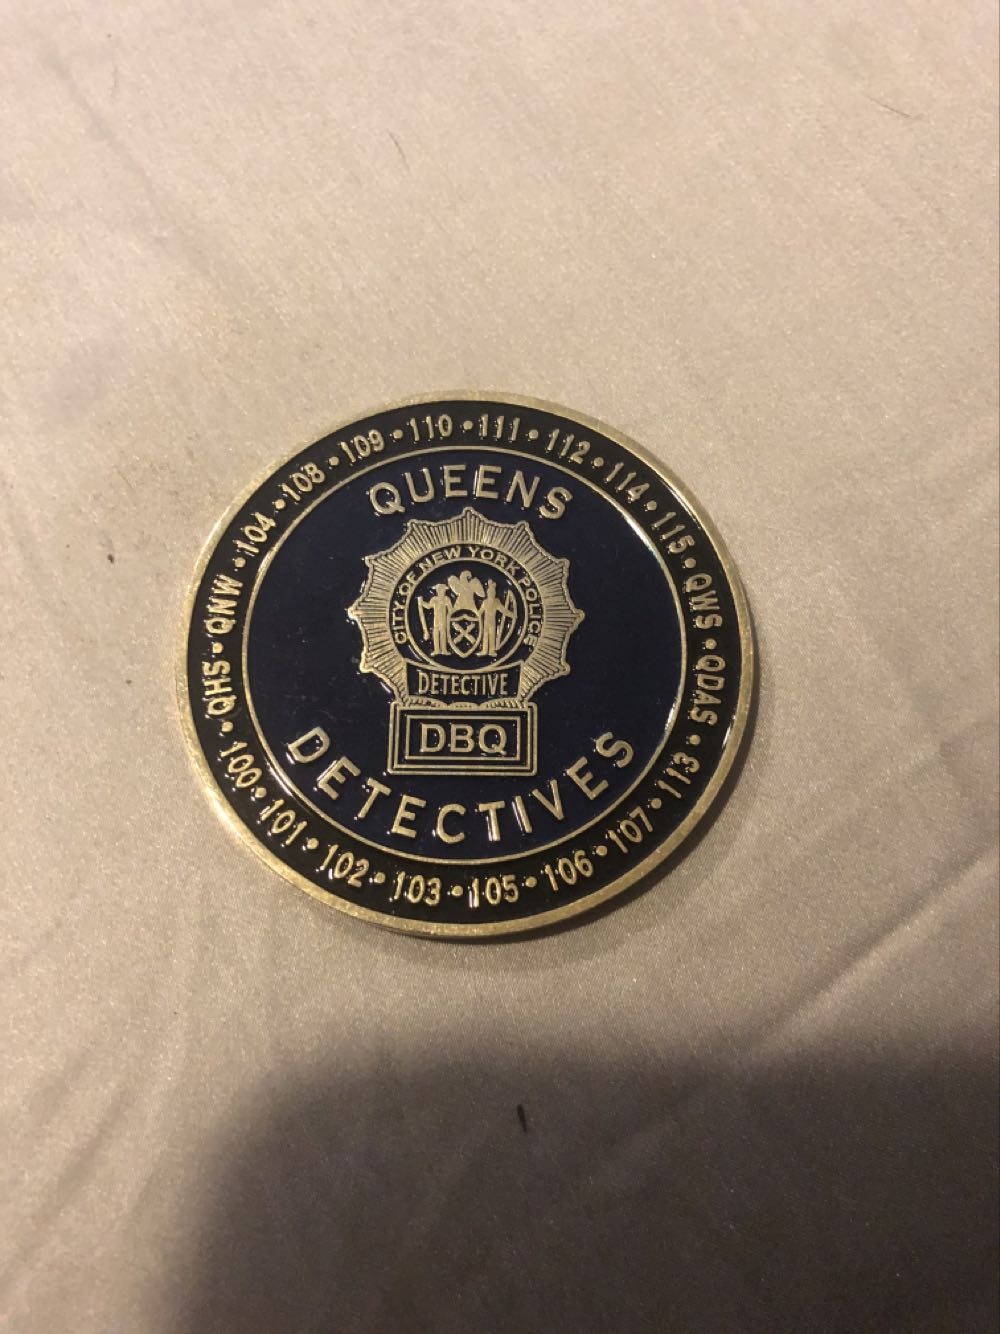 QHS • QNW • 104 • 108 • 109 • 110 • 111 • 112 • 114 • 115 • QWS • QDAS
• 100 • 101 • 102 • 103 • 105 • 106 • 107 • 113 •
QUEENS
CITY OF NEW YORK POLICE
DETECTIVE
DBQ
DETECTIVES